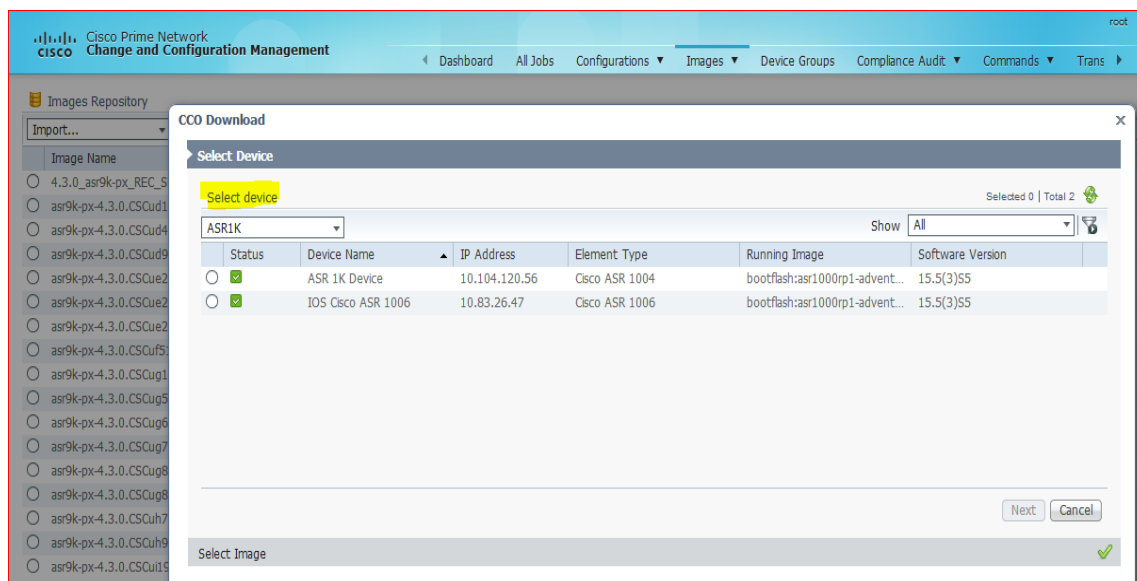 root
Cisco Prime Network
CISCO Change and Configuration Management
Dashboard All Jobs Configurations Images Device Groups Compliance Audit Commands Trans
Images Repository
Import...
CCO Download
X
Image Name
Select Device
4.3.0_asr9k-px_REC_S
asr9k-px-4.3.0.CSCud1
asr9k-px-4.3.0.CSCud4
asr9k-px-4.3.0.CSCud9
asr9k-px-4.3.0.CSCue2
asr9k-px-4.3.0.CSCue2
asr9k-px-4.3.0.CSCue2
asr9k-px-4.3.0.CSCuf5
asr9k-px-4.3.0.CSCug1
asr9k-px-4.3.0.CSCug5
asr9k-px-4.3.0.CSCug6
asr9k-px-4.3.0.CSCug7
asr9k-px-4.3.0.CSCug8
asr9k-px-4.3.0.CSCug8
asr9k-px-4.3.0.CSCuh7
asr9k-px-4.3.0.CSCuh9
asr9k-px-4.3.0.CSCui19
Select device
Selected 0 | Total 2
ASR1K
Show All
Status Device Name IP Address Element Type Running Image Software Version
ASR 1K Device 10.104.120.56 Cisco ASR 1004 bootflash:asr1000rp1-advent... 15.5(3)S5
IOS Cisco ASR 1006 10.83.26.47 Cisco ASR 1006 bootflash:asr1000rp1-advent... 15.5(3)S5
Next Cancel
Select Image